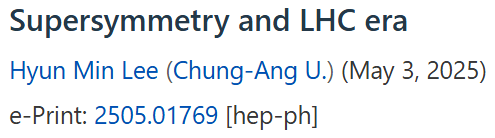 Supersymmetry and LHC era
Hyun Min Lee (Chung-Ang U.) (May 3, 2025)
e-Print: 2505.01769 [hep-ph]